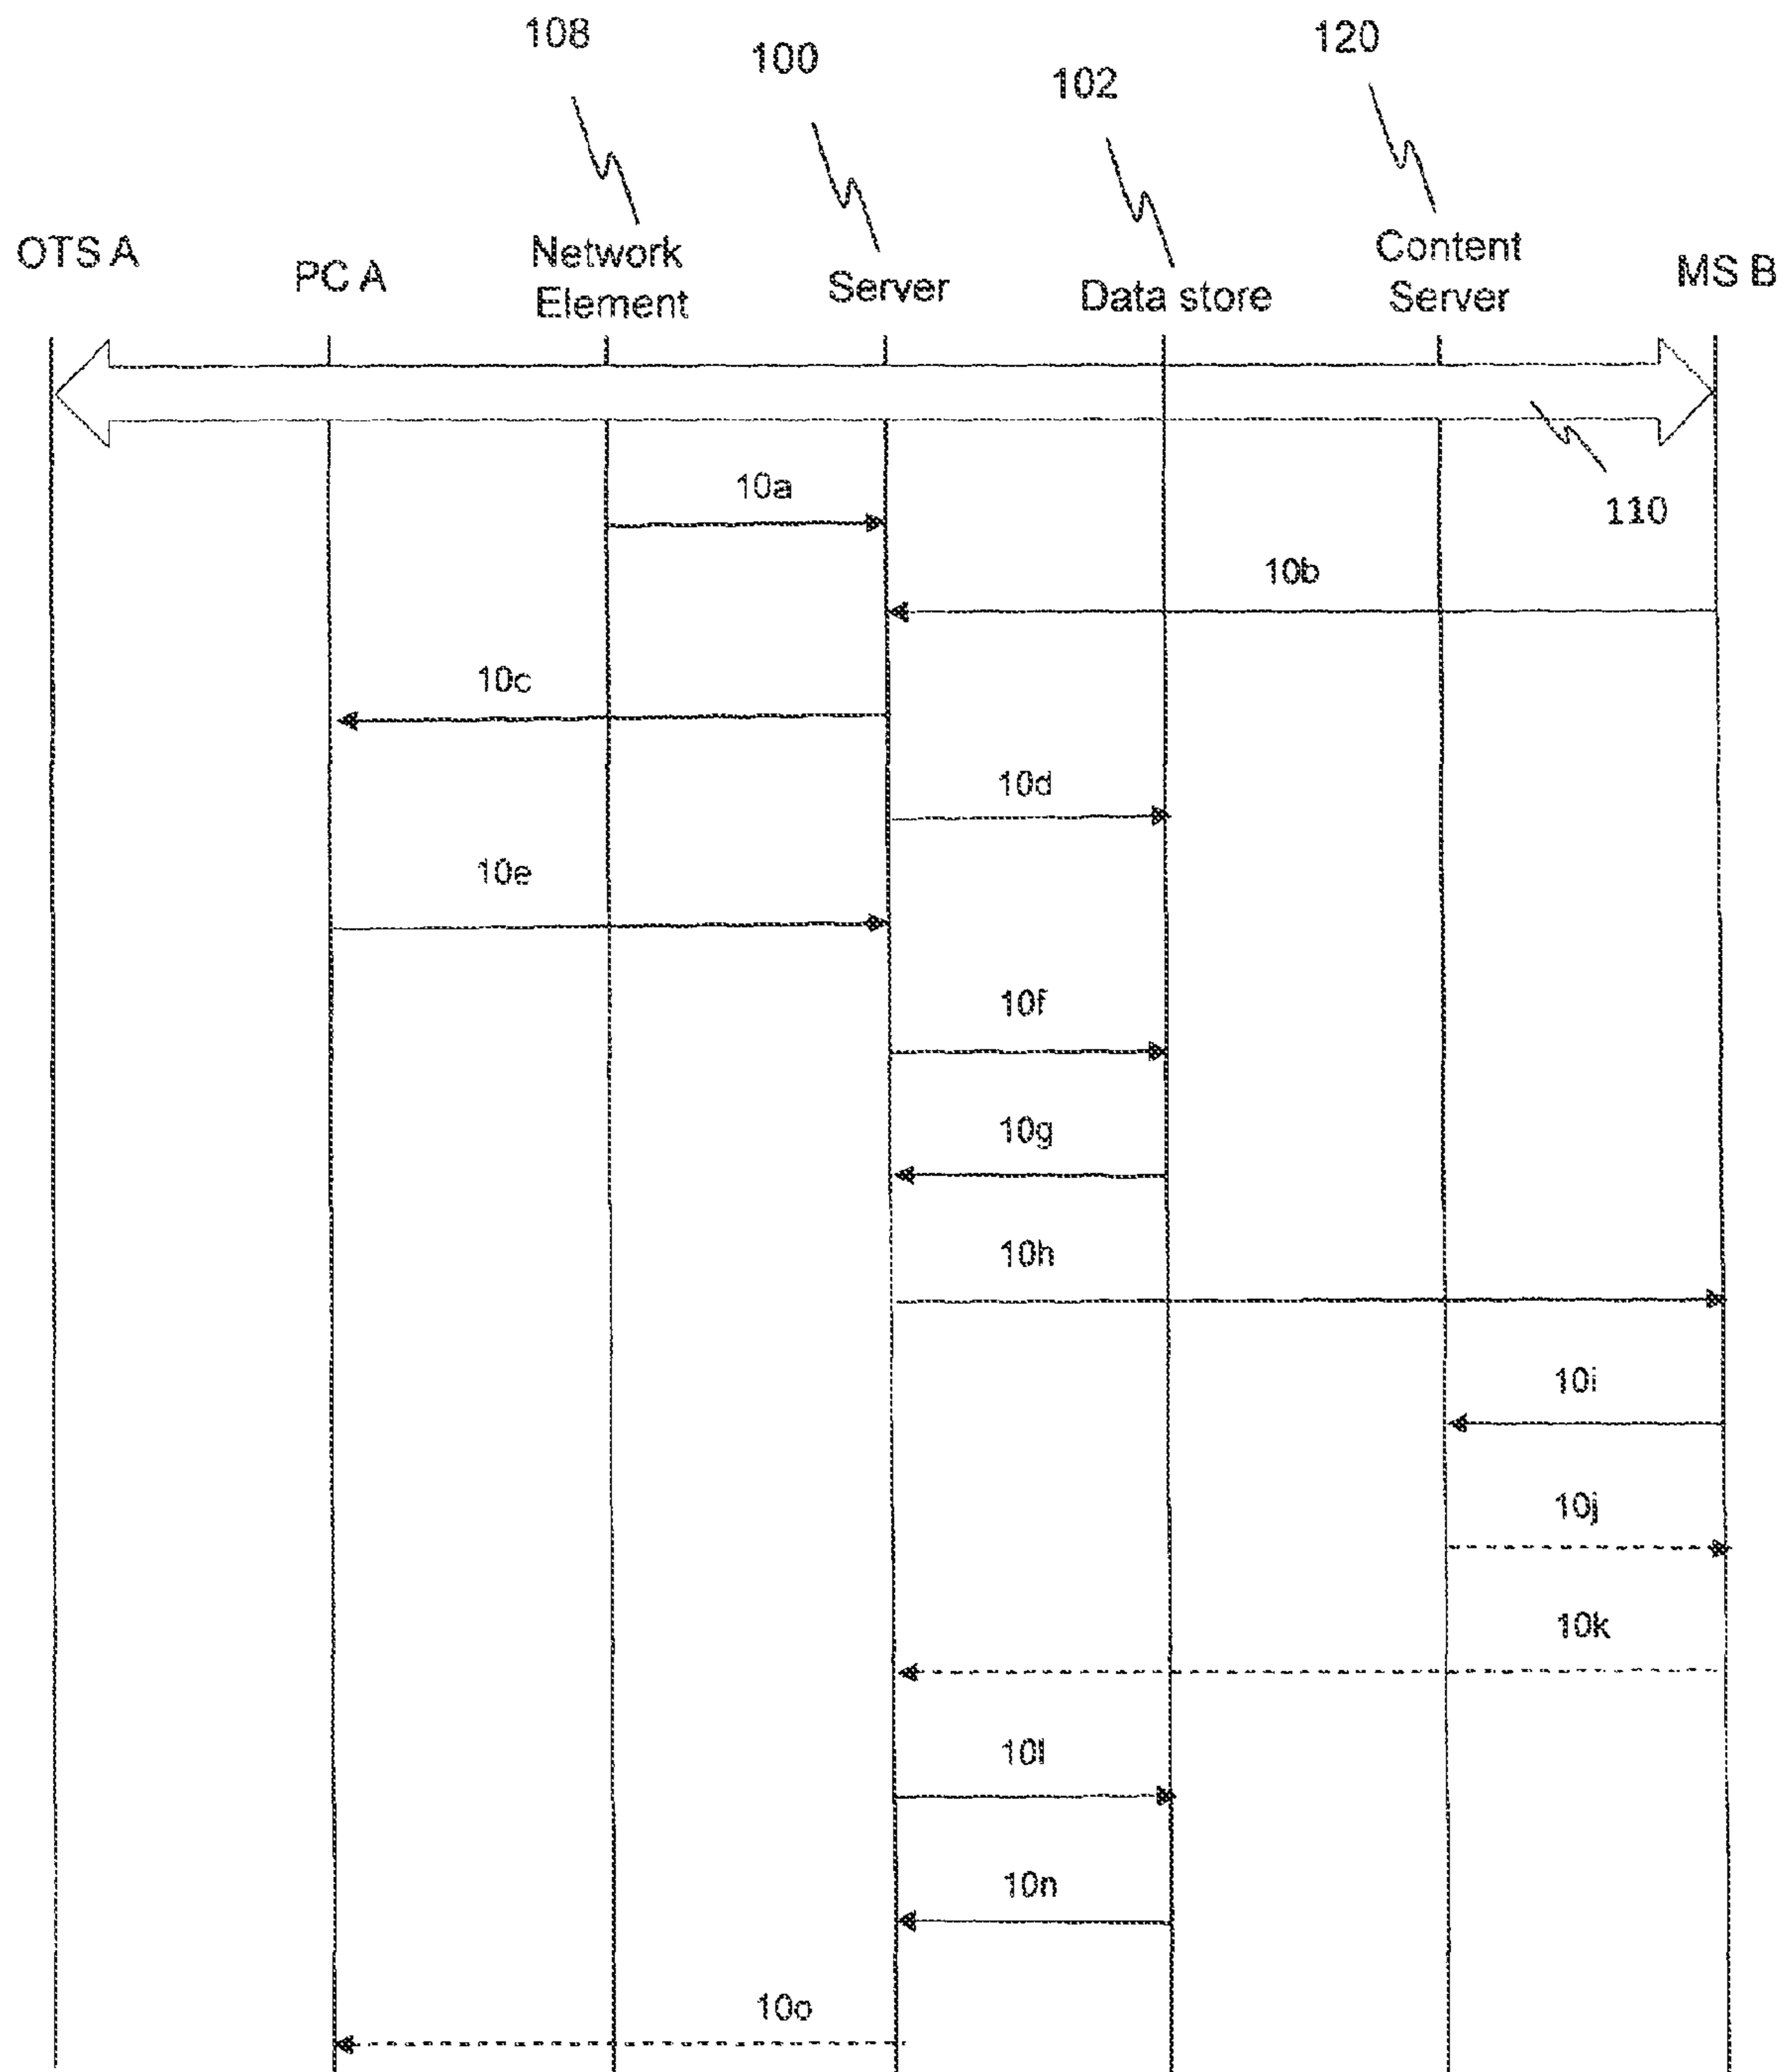 108
100
102
120
OTS A
PC A
Network
Element
Server
Data store
Content
Server
MS B
110
10a
10b
10c
10d
10e
10f
10g
10h
10i
10j
10k
10l
10n
10o